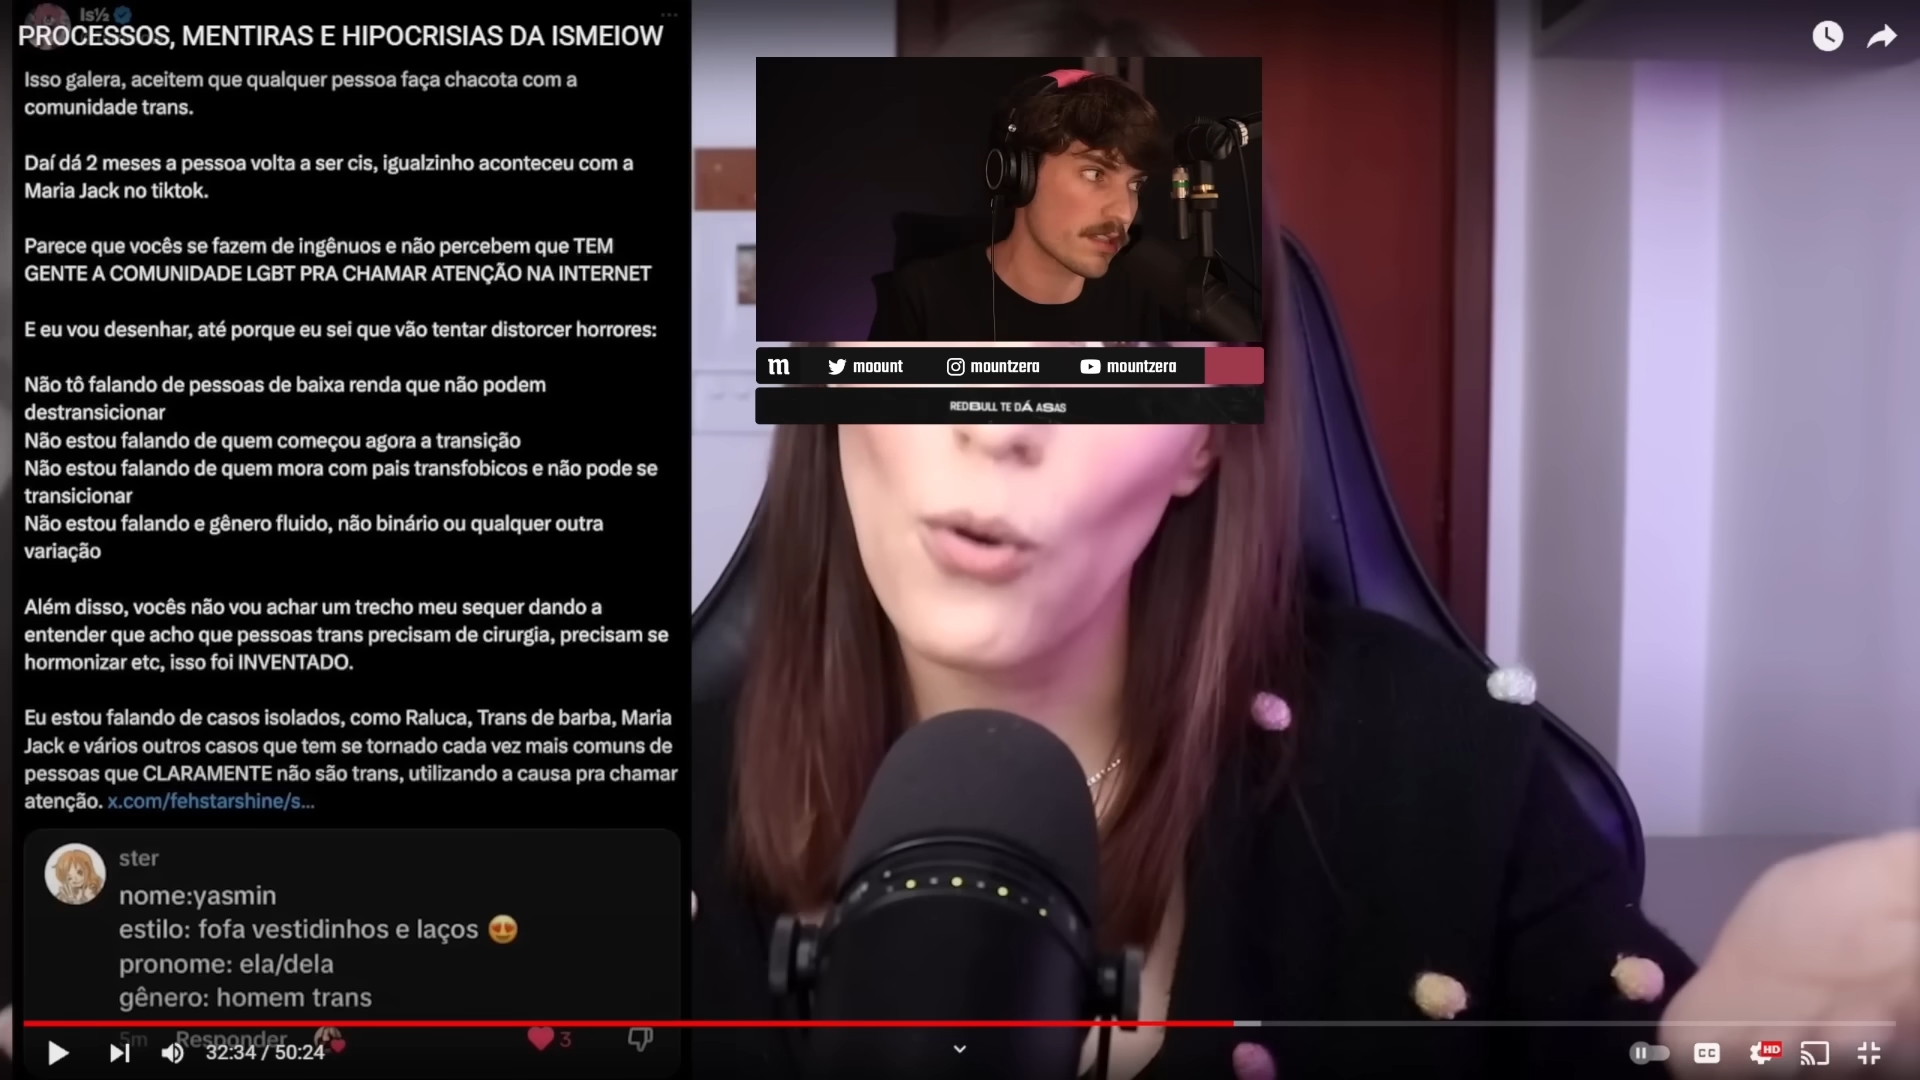 Is½
PROCESSOS, MENTIRAS E HIPOCRISIAS DA ISMEIOW
Isso galera, aceitem que qualquer pessoa faça chacota com a
comunidade trans.
Daí dá 2 meses a pessoa volta a ser cis, igualzinho aconteceu com a
Maria Jack no tiktok.
Parece que vocês se fazem de ingênuos e não percebem que TEM
GENTE A COMUNIDADE LGBT PRA CHAMAR ATENÇÃO NA INTERNET
E eu vou desenhar, até porque eu sei que vão tentar distorcer horrores:
Não tô falando de pessoas de baixa renda que não podem
destransicionar
Não estou falando de quem começou agora a transição
Não estou falando de quem mora com pais transfobicos e não pode se
transicionar
Não estou falando e gênero fluido, não binário ou qualquer outra
variação
Além disso, vocês não vou achar um trecho meu sequer dando a
entender que acho que pessoas trans precisam de cirurgia, precisam se
hormonizar etc, isso foi INVENTADO.
Eu estou falando de casos isolados, como Raluca, Trans de barba, Maria
Jack e vários outros casos que tem se tornado cada vez mais comuns de
pessoas que CLARAMENTE não são trans, utilizando a causa pra chamar
atenção. x.com/fehstarshine/s...
ster
nome:yasmin
estilo: fofa vestidinhos e laços 😍
pronome: ela/dela
gênero: homem trans
5m Responder 3
32:34 / 50:24
m moount mountzera mountzera
REDBULL TE DÁ ASAS
CC HD